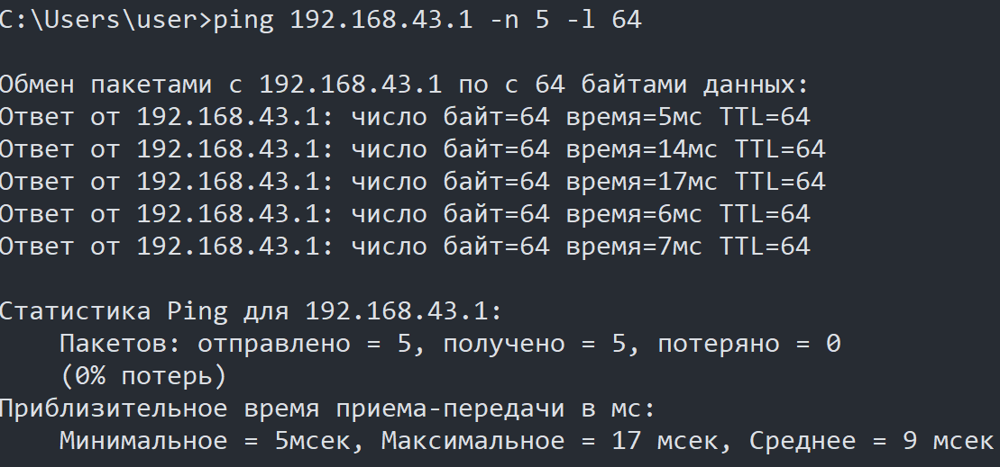 C:\Users\user>ping 192.168.43.1 -n 5 -l 64
Обмен пакетами с 192.168.43.1 по с 64 байтами данных:
Ответ от 192.168.43.1: число байт=64 время=5мс TTL=64
Ответ от 192.168.43.1: число байт=64 время=14мс TTL=64
Ответ от 192.168.43.1: число байт=64 время=17мс TTL=64
Ответ от 192.168.43.1: число байт=64 время=6мс TTL=64
Ответ от 192.168.43.1: число байт=64 время=7мс TTL=64
Статистика Ping для 192.168.43.1:
Пакетов: отправлено = 5, получено = 5, потеряно = 0
(0% потерь)
Приблизительное время приема-передачи в мс:
Минимальное = 5мсек, Максимальное = 17 мсек, Среднее = 9 мсек